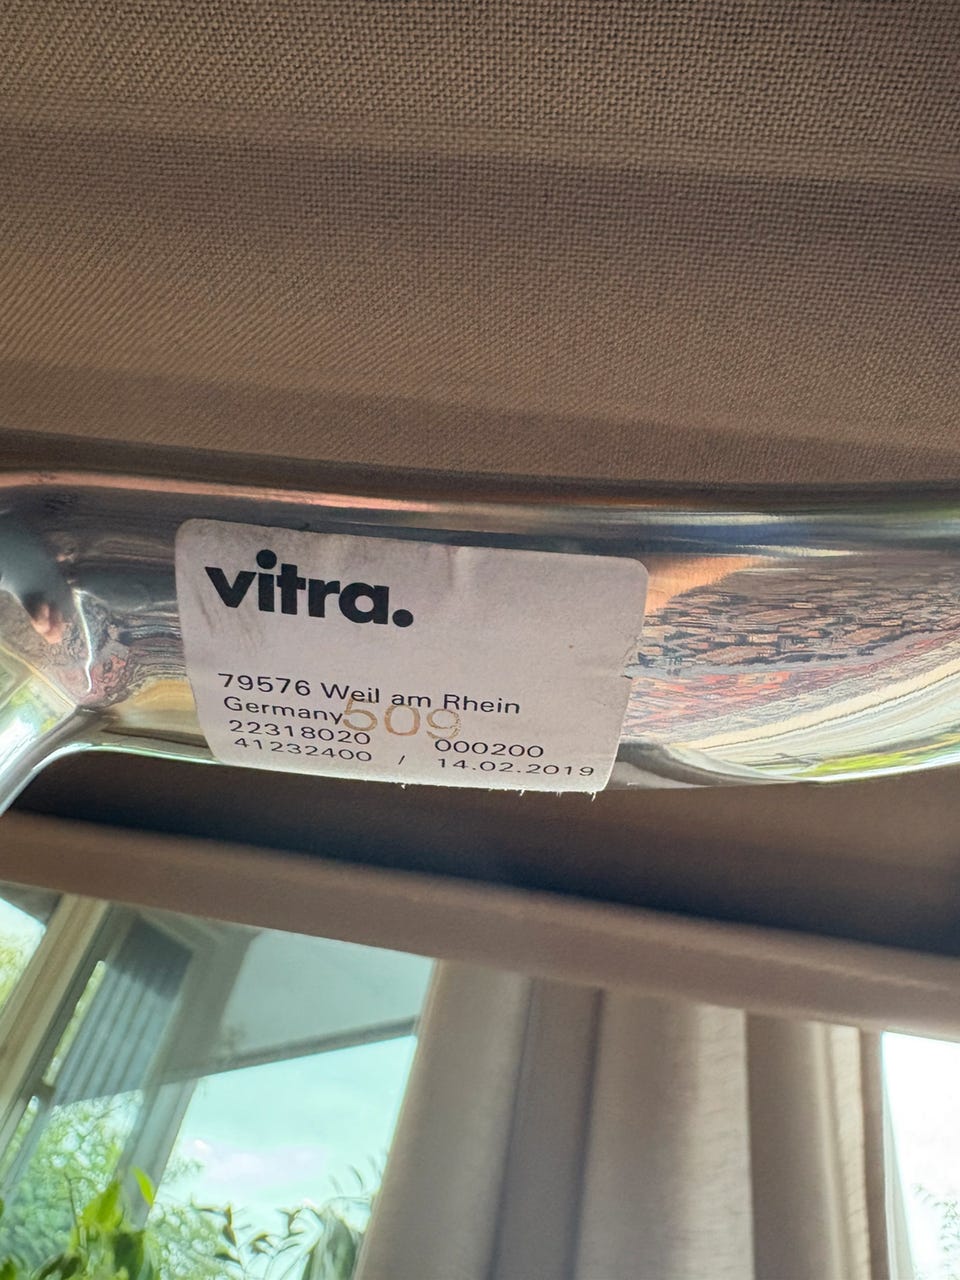 vitra.
79576 Weil am Rhein
Germany 509
22318020 000200
41232400 / 14.02.2019